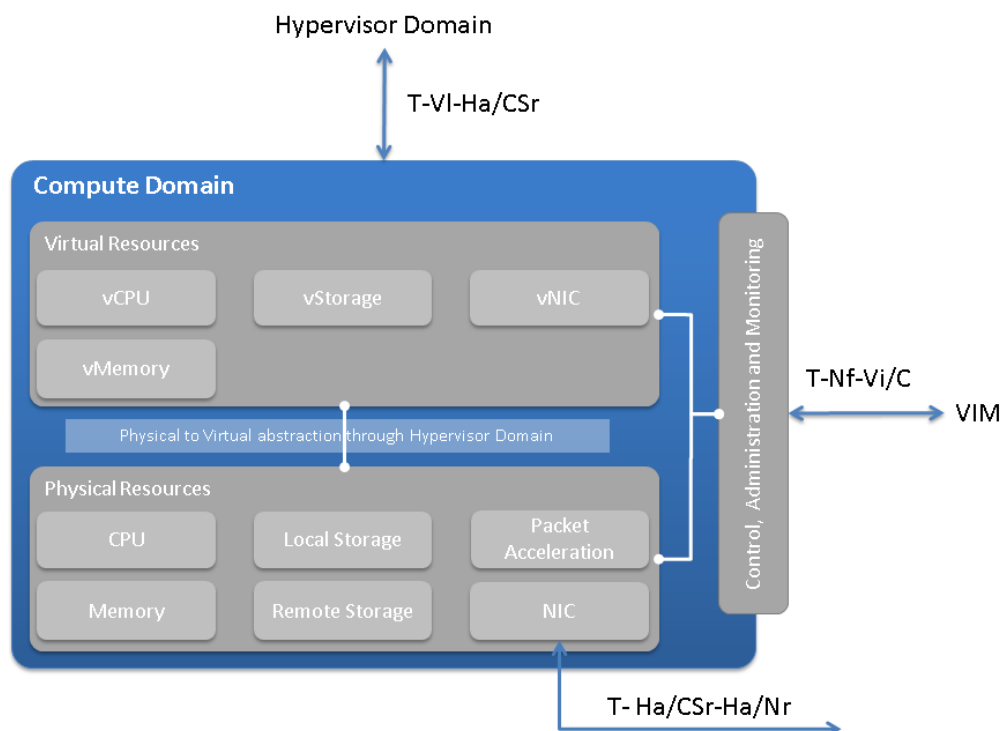 Hypervisor Domain
T-Vl-Ha/CSr
Compute Domain
Virtual Resources
vCPU
vStorage
vNIC
vMemory
Physical to Virtual abstraction through Hypervisor Domain
Physical Resources
CPU
Local Storage
Packet
Acceleration
Memory
Remote Storage
NIC
Control, Administration and Monitoring
T-Nf-Vi/C
VIM
T- Ha/CSr-Ha/Nr